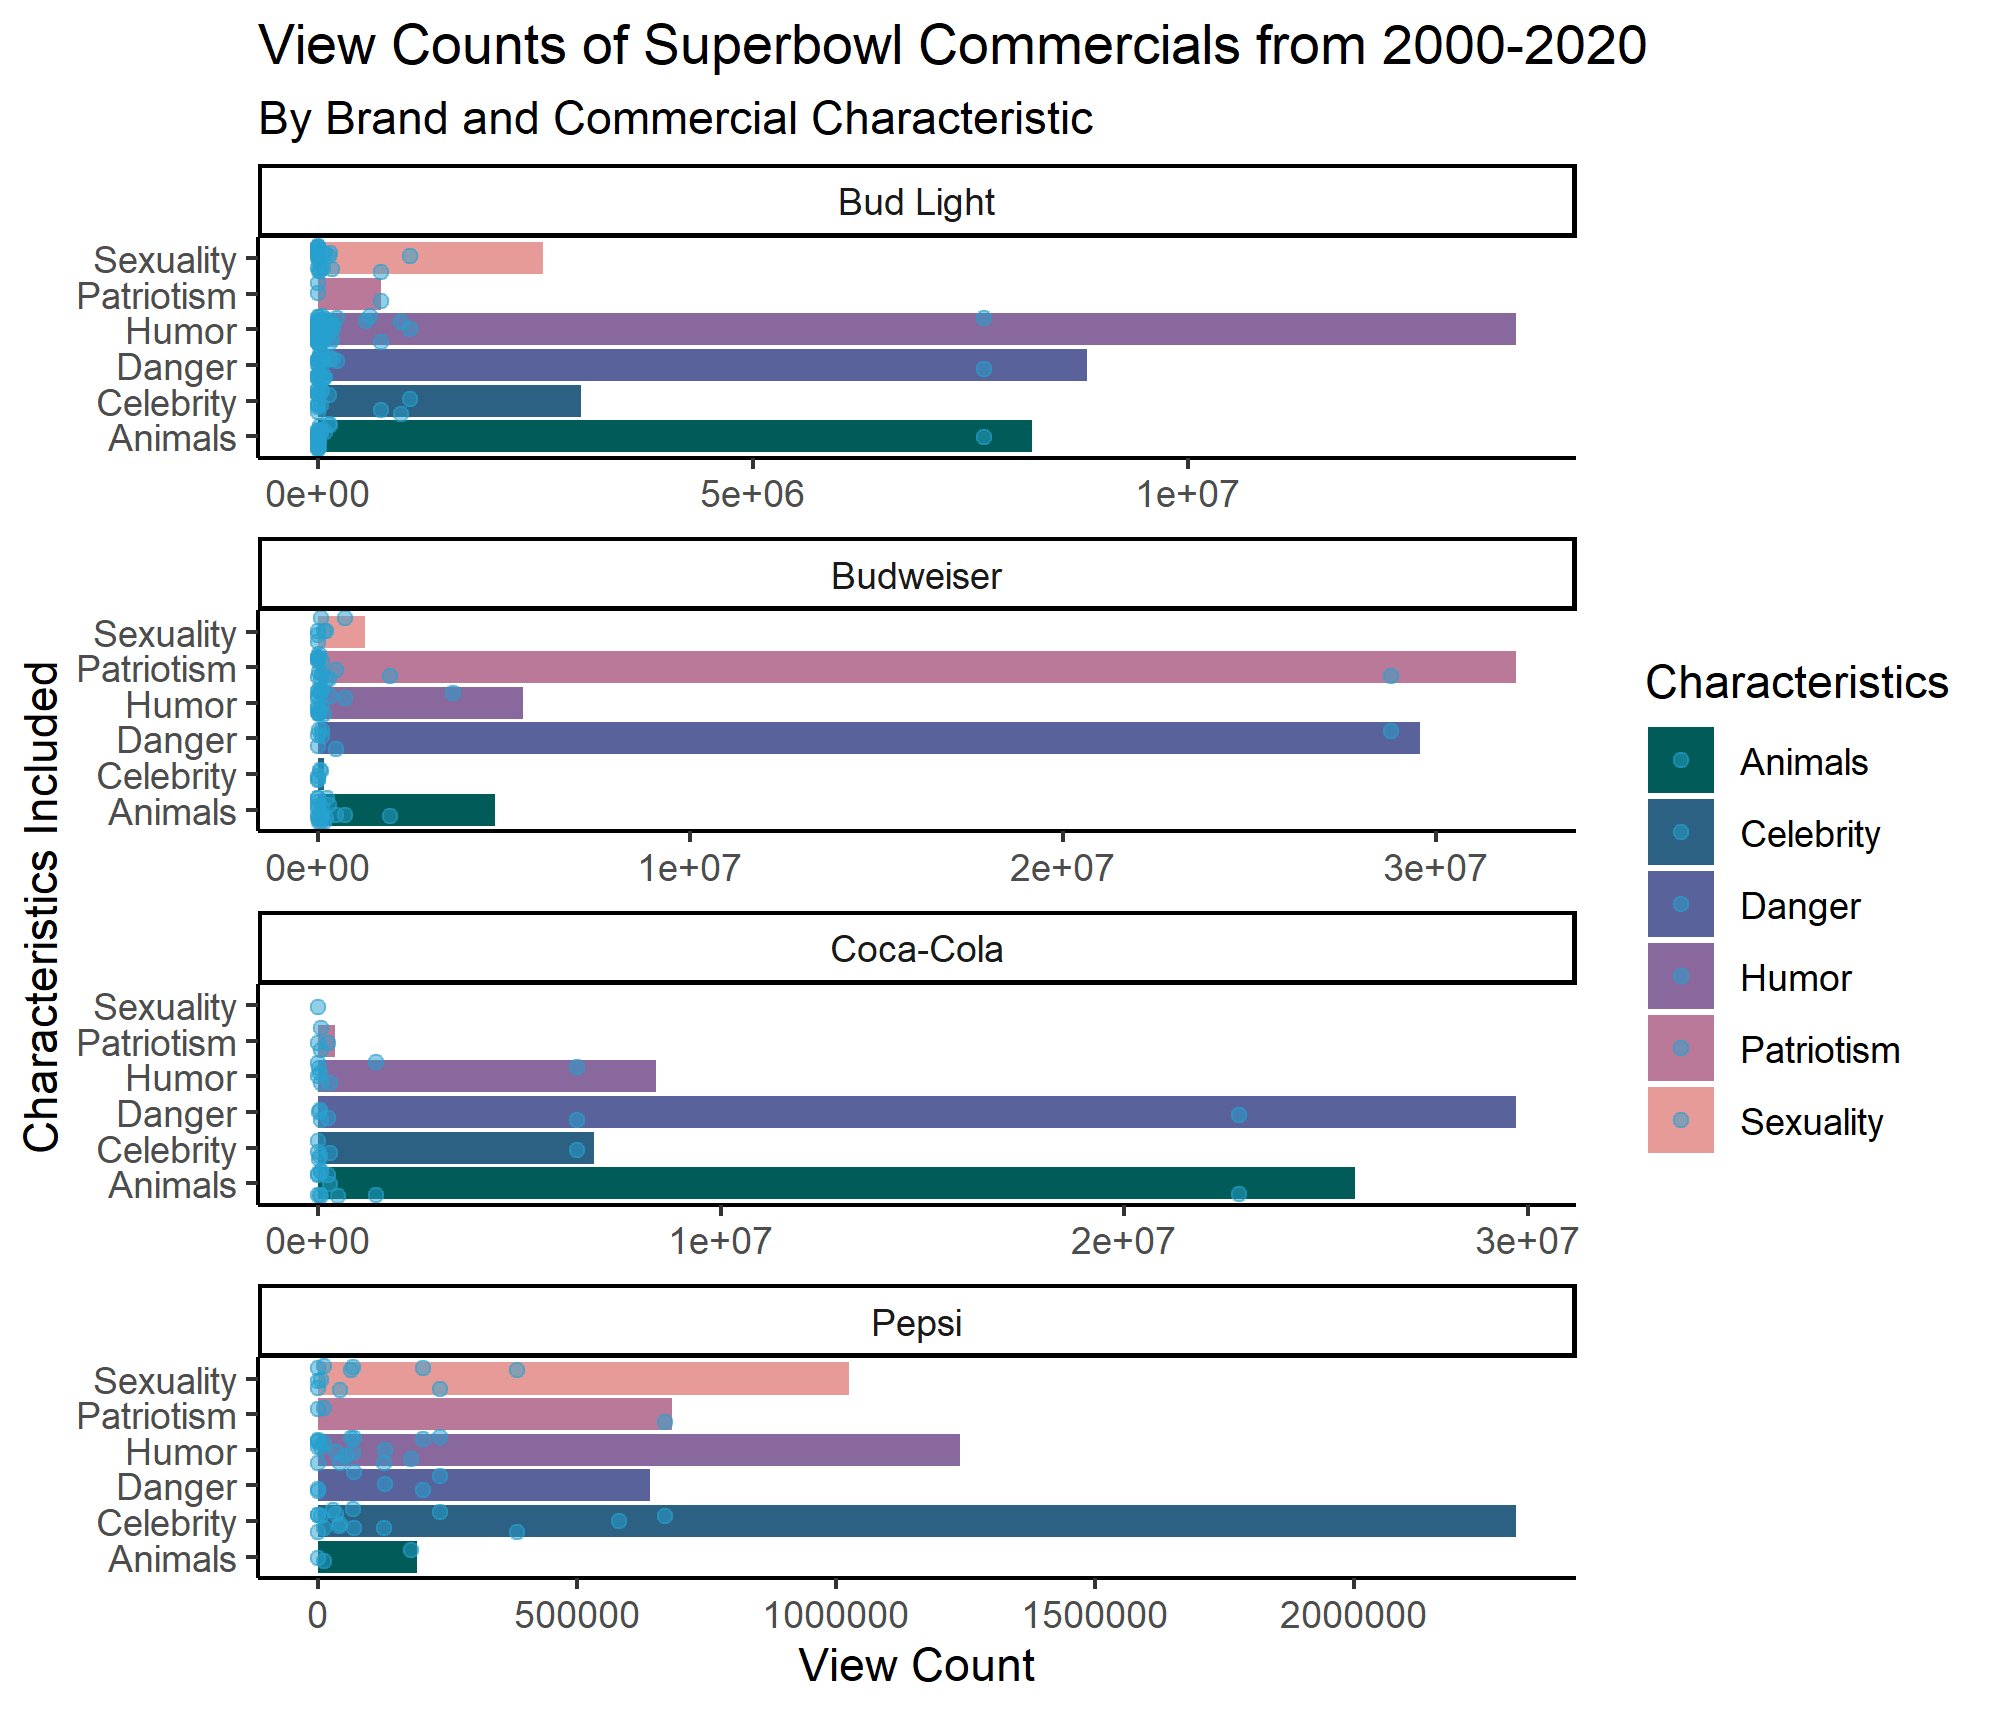 View Counts of Superbowl Commercials from 2000-2020
By Brand and Commercial Characteristic
Bud Light
Sexuality
Patriotism
Humor
Danger
Celebrity
Animals
0e+00 5e+06 1e+07
Budweiser
Sexuality
Patriotism
Humor
Danger
Celebrity
Animals
0e+00 1e+07 2e+07 3e+07
Coca-Cola
Sexuality
Patriotism
Humor
Danger
Celebrity
Animals
0e+00 1e+07 2e+07 3e+07
Pepsi
Sexuality
Patriotism
Humor
Danger
Celebrity
Animals
0 500000 1000000 1500000 2000000
View Count
Characteristics Included
Characteristics
Animals
Celebrity
Danger
Humor
Patriotism
Sexuality